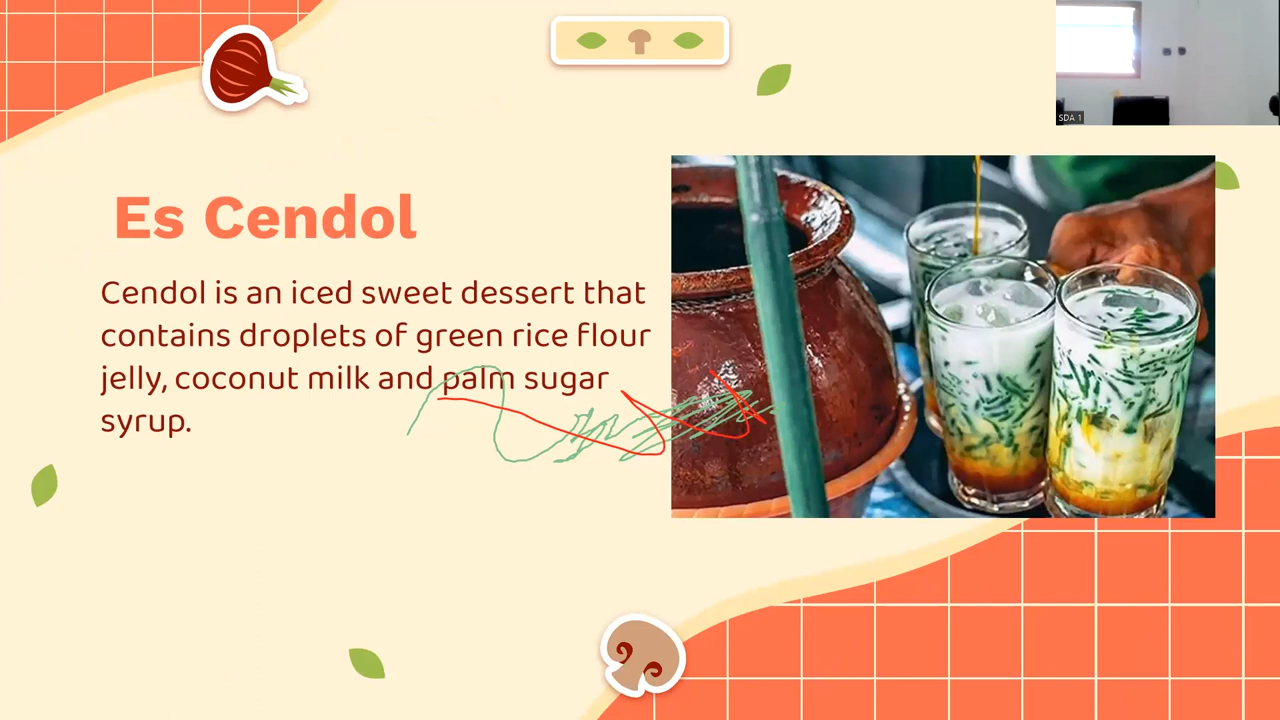 SDA 1
Es Cendol
Cendol is an iced sweet dessert that
contains droplets of green rice flour
jelly, coconut milk and palm sugar
syrup.